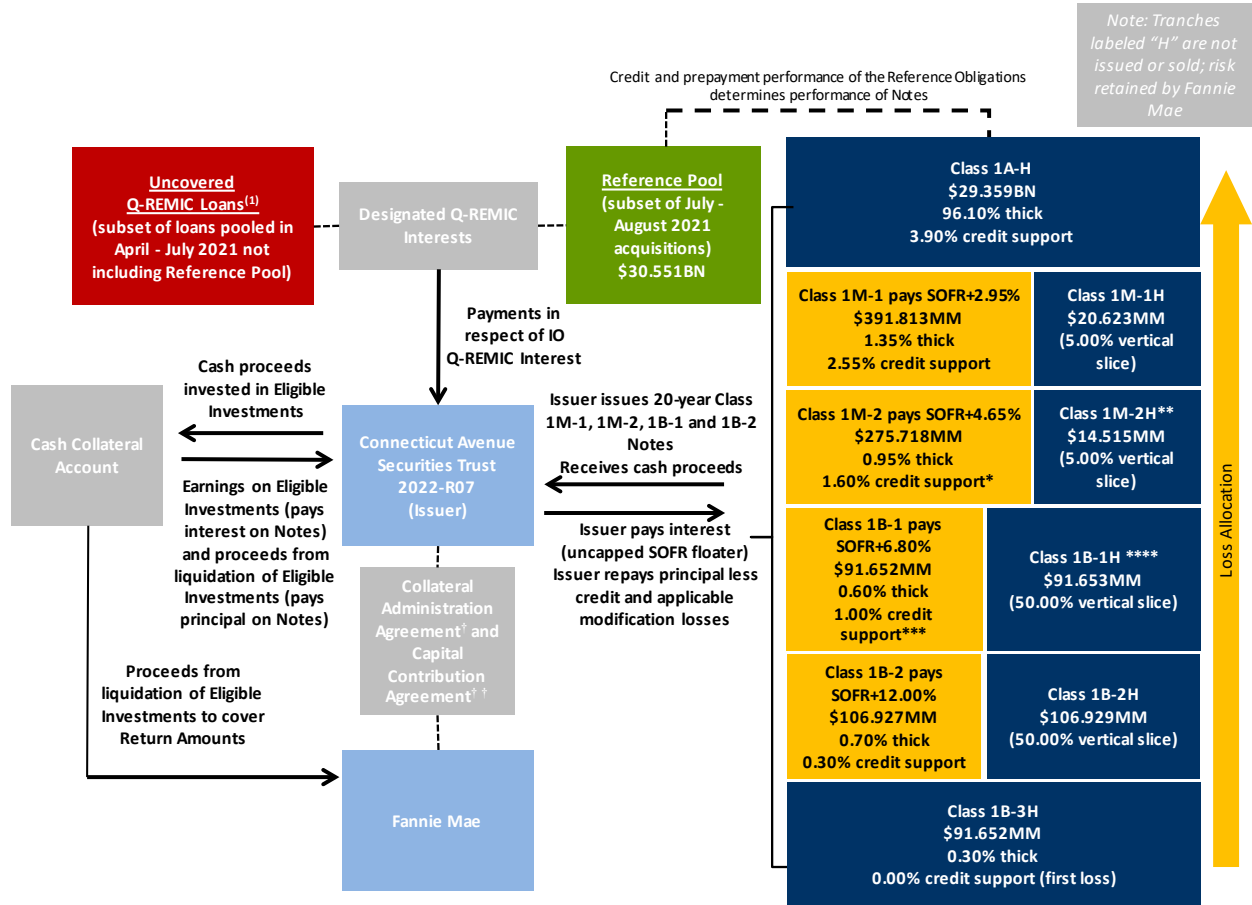 Note: Tranches
labeled “H” are not
issued or sold; risk
retained by Fannie
Mae
Credit and prepayment performance of the Reference Obligations
determines performance of Notes
Uncovered
Q-REMIC Loans(1)
(subset of loans pooled in
April - July 2021 not
including Reference Pool)
Designated Q-REMIC
Interests
Reference Pool
(subset of July -
August 2021
acquisitions)
$30.551BN
Class 1A-H
$29.359BN
96.10% thick
3.90% credit support
Payments in
respect of IO
Q-REMIC Interest
Class 1M-1 pays SOFR+2.95%
$391.813MM
1.35% thick
2.55% credit support
Class 1M-1H
$20.623MM
(5.00% vertical
slice)
Cash proceeds
invested in Eligible
Investments
Cash Collateral
Account
Connecticut Avenue
Securities Trust
2022-R07
(Issuer)
Issuer issues 20-year Class
1M-1, 1M-2, 1B-1 and 1B-2
Notes
Receives cash proceeds
Class 1M-2 pays SOFR+4.65%
$275.718MM
0.95% thick
1.60% credit support*
Class 1M-2H**
$14.515MM
(5.00% vertical
slice)
Earnings on Eligible
Investments (pays
interest on Notes)
and proceeds from
liquidation of Eligible
Investments (pays
principal on Notes)
Issuer pays interest
(uncapped SOFR floater)
Issuer repays principal less
credit and applicable
modification losses
Class 1B-1 pays
SOFR+6.80%
$91.652MM
0.60% thick
1.00% credit
support***
Class 1B-1H ****
$91.653MM
(50.00% vertical slice)
Collateral
Administration
Agreement† and
Capital
Contribution
Agreement† †
Proceeds from
liquidation of Eligible
Investments to cover
Return Amounts
Class 1B-2 pays
SOFR+12.00%
$106.927MM
0.70% thick
0.30% credit support
Class 1B-2H
$106.929MM
(50.00% vertical slice)
Fannie Mae
Class 1B-3H
$91.652MM
0.30% thick
0.00% credit support (first loss)
Loss Allocation